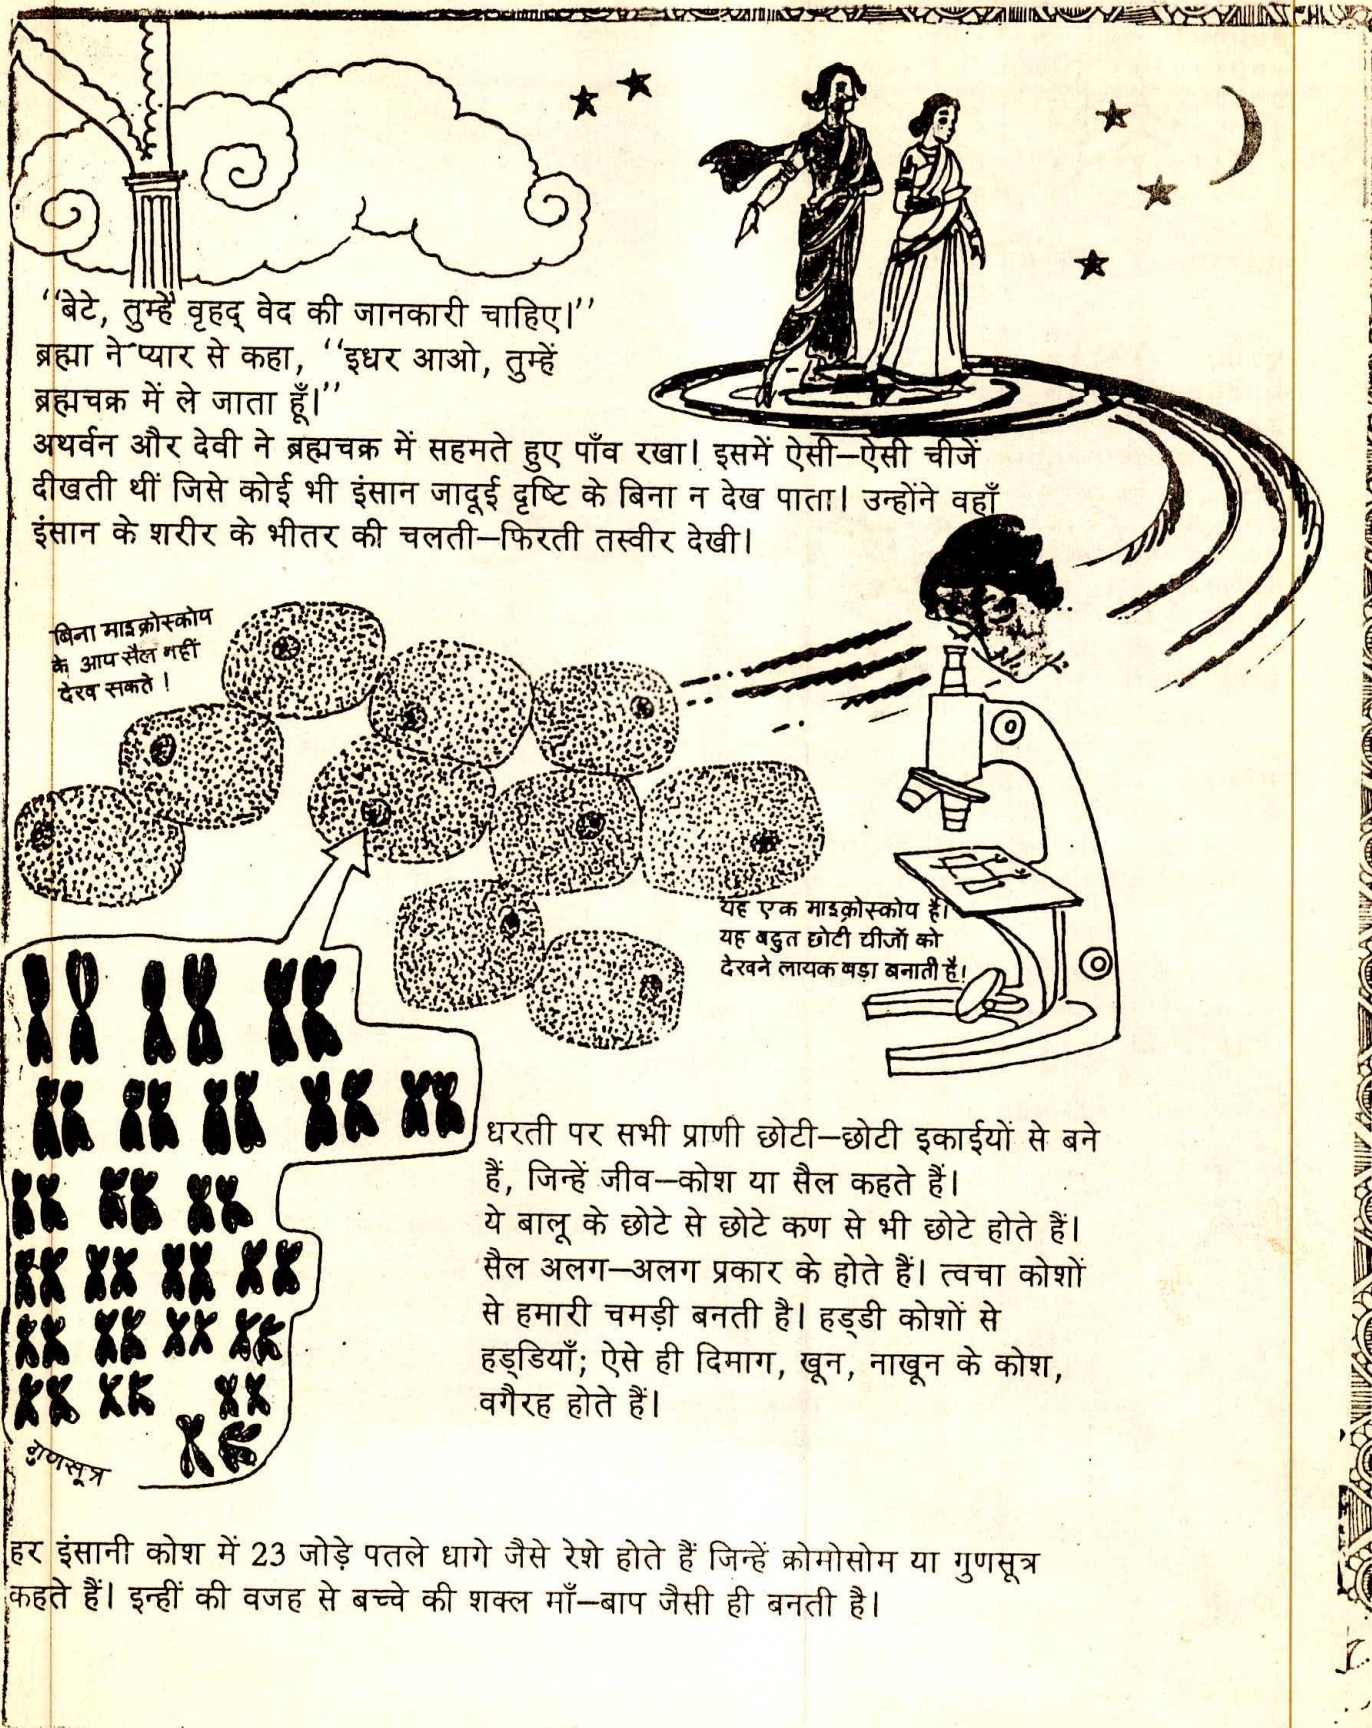 “बेटे, तुम्हें वृहद् वेद की जानकारी चाहिए।”
ब्रह्मा ने प्यार से कहा, “इधर आओ, तुम्हें
ब्रह्मचक्र में ले जाता हूँ।”
अथर्वन और देवी ने ब्रह्मचक्र में सहमते हुए पाँव रखा। इसमें ऐसी–ऐसी चीजें
दीखती थीं जिसे कोई भी इंसान जादूई दृष्टि के बिना न देख पाता। उन्होंने वहाँ
इंसान के शरीर के भीतर की चलती–फिरती तस्वीर देखी।
बिना माइक्रोस्कोप
के आप सैल नहीं
देख सकते!
यह एक माइक्रोस्कोप है।
यह बहुत छोटी चीजों को
देखने लायक बड़ा बनाती है।
धरती पर सभी प्राणी छोटी–छोटी इकाईयों से बने
हैं, जिन्हें जीव–कोश या सैल कहते हैं।
ये बालू के छोटे से छोटे कण से भी छोटे होते हैं।
सैल अलग–अलग प्रकार के होते हैं। त्वचा कोशों
से हमारी चमड़ी बनती है। हड्डी कोशों से
हड्डियाँ; ऐसे ही दिमाग, खून, नाखून के कोश,
वगैरह होते हैं।
गुणसूत्र
हर इंसानी कोश में 23 जोड़े पतले धागे जैसे रेशे होते हैं जिन्हें क्रोमोसोम या गुणसूत्र
कहते हैं। इन्हीं की वजह से बच्चे की शक्ल माँ–बाप जैसी ही बनती है।